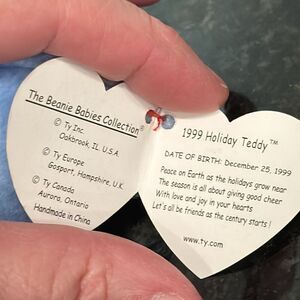 The Beanie Babies Collection®
© Ty Inc.
Oakbrook, IL. U.S.A.
© Ty Europe
Gosport, Hampshire, U.K.
© Ty Canada
Aurora, Ontario
Handmade in China
1999 Holiday Teddy™
DATE OF BIRTH: December 25, 1999
Peace on Earth as the holidays grow near
The season is all about giving good cheer
With love and joy in your hearts
Let's all be friends as the century starts !
www.ty.com